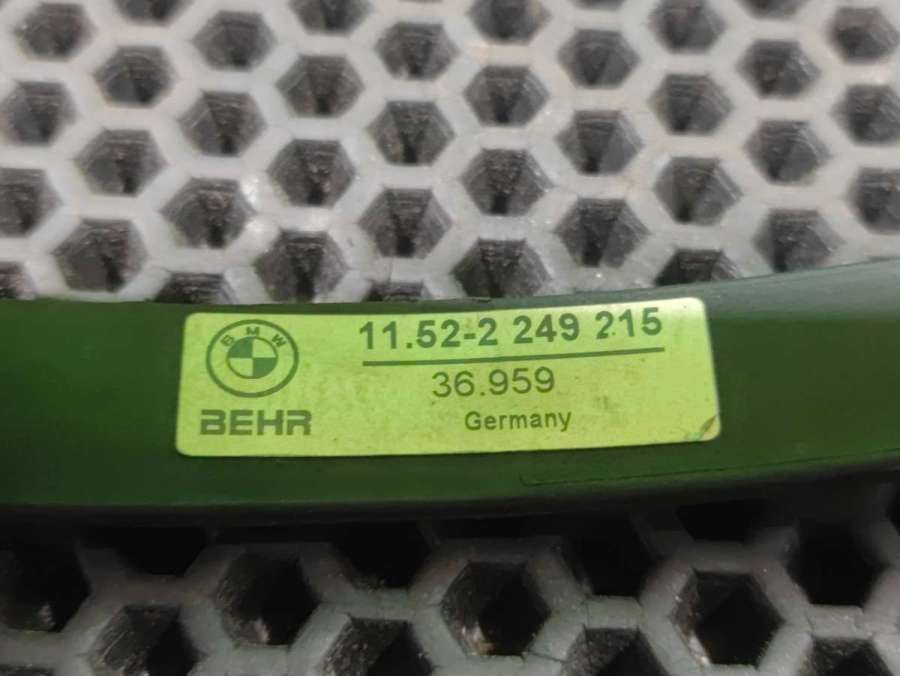 BMW
BEHR
11.52-2 249 215
36.959
Germany